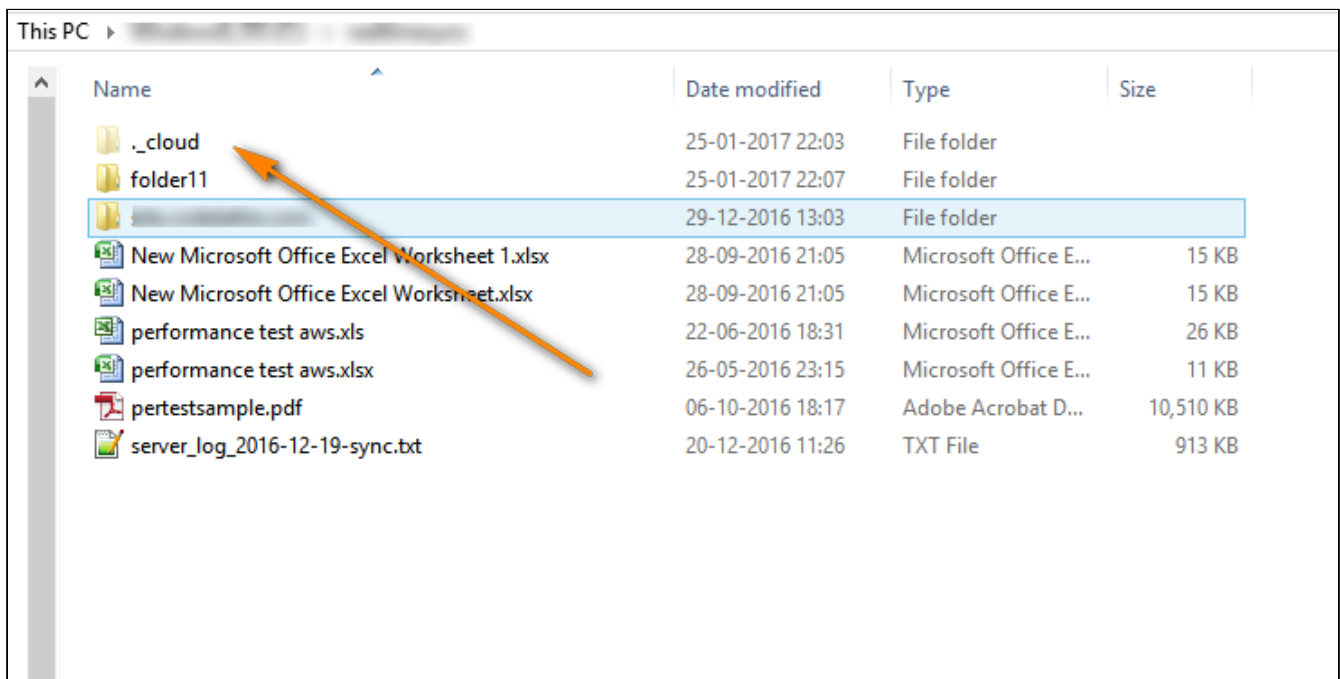 This PC
Name Date modified Type Size
._cloud 25-01-2017 22:03 File folder
folder11 25-01-2017 22:07 File folder
29-12-2016 13:03 File folder
New Microsoft Office Excel Worksheet 1.xlsx 28-09-2016 21:05 Microsoft Office E... 15 KB
New Microsoft Office Excel Worksheet.xlsx 28-09-2016 21:05 Microsoft Office E... 15 KB
performance test aws.xls 22-06-2016 18:31 Microsoft Office E... 26 KB
performance test aws.xlsx 26-05-2016 23:15 Microsoft Office E... 11 KB
pertestsample.pdf 06-10-2016 18:17 Adobe Acrobat D... 10,510 KB
server_log_2016-12-19-sync.txt 20-12-2016 11:26 TXT File 913 KB